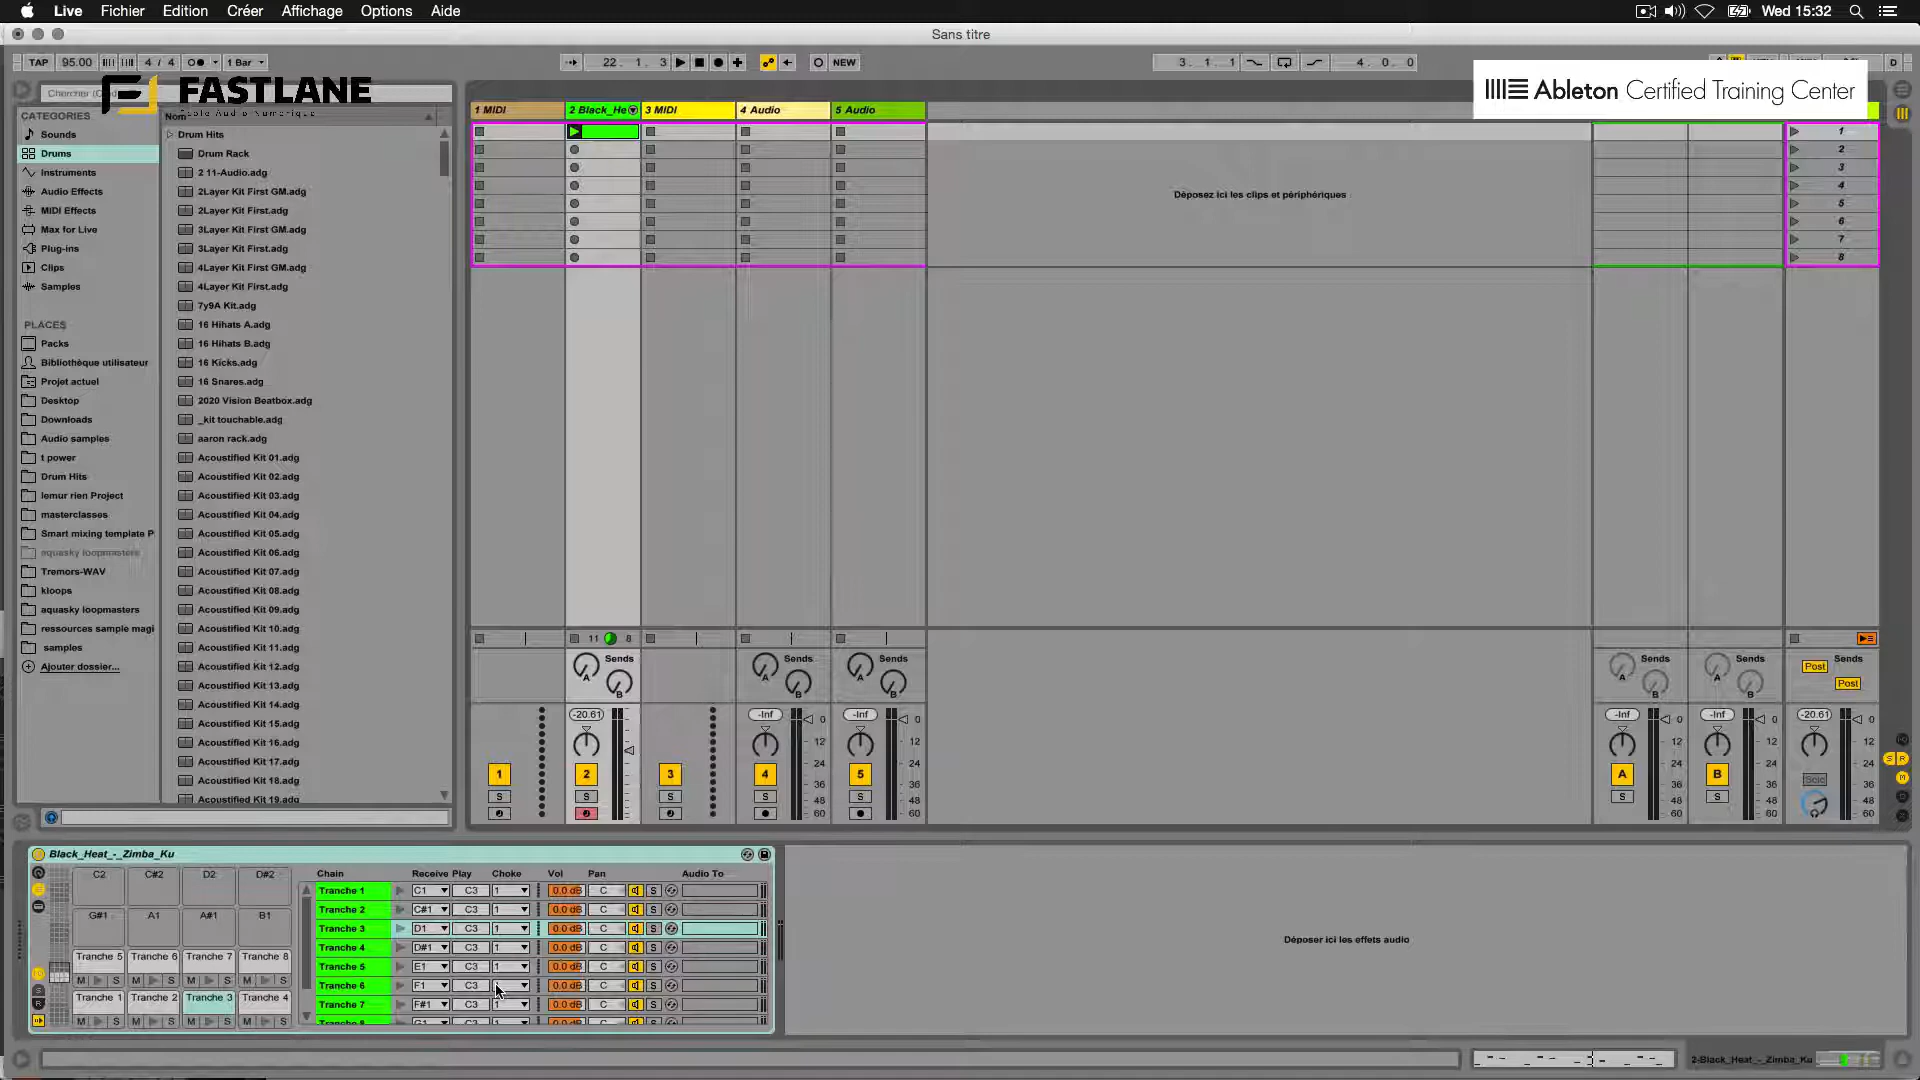 Live Fichier Edition Créer Affichage Options Aide Wed 15:32
Sans titre
TAP 95.00 4 / 4 1 Bar 22. 1. 3 NEW 3. 1. 1 4. 0. 0 D
FASTLANE
Ableton Certified Training Center
CATEGORIES
Sounds
Drums
Instruments
Audio Effects
MIDI Effects
Max for Live
Plug-ins
Clips
Samples
PLACES
Packs
Bibliothèque utilisateur
Projet actuel
Desktop
Downloads
Audio samples
t power
Drum Hits
lemur rien Project
masterclasses
Smart mixing template P
aquasky loopmasters
Tremors-WAV
kloops
aquasky loopmasters
ressources sample magi
samples
Ajouter dossier...
Nom
Drum Hits
Drum Rack
2 11-Audio.adg
2Layer Kit First GM.adg
2Layer Kit First.adg
3Layer Kit First GM.adg
3Layer Kit First.adg
4Layer Kit First GM.adg
4Layer Kit First.adg
7y9A Kit.adg
16 Hihats A.adg
16 Hihats B.adg
16 Kicks.adg
16 Snares.adg
2020 Vision Beatbox.adg
_kit touchable.adg
aaron rack.adg
Acoustified Kit 01.adg
Acoustified Kit 02.adg
Acoustified Kit 03.adg
Acoustified Kit 04.adg
Acoustified Kit 05.adg
Acoustified Kit 06.adg
Acoustified Kit 07.adg
Acoustified Kit 08.adg
Acoustified Kit 09.adg
Acoustified Kit 10.adg
Acoustified Kit 11.adg
Acoustified Kit 12.adg
Acoustified Kit 13.adg
Acoustified Kit 14.adg
Acoustified Kit 15.adg
Acoustified Kit 16.adg
Acoustified Kit 17.adg
Acoustified Kit 18.adg
Acoustified Kit 19.adg
1 MIDI 2 Black_He 3 MIDI 4 Audio 5 Audio
Déposez ici les clips et périphériques
1
2
3
4
5
6
7
8
11 8
Sends Sends Sends Sends Sends Sends
A B A B A B A B A B Post Post
-20.61 -Inf -Inf -Inf -Inf -20.61
0 0 0 0 0
12 12 12 12 12
24 24 24 24 24
1 2 3 4 5 A B
36 36 36 36 36
S S S S S S S
48 48 48 48 48
60 60 60 60 60
Black_Heat_-_Zimba_Ku
C2 C#2 D2 D#2
G#1 A1 A#1 B1
Tranche 5 Tranche 6 Tranche 7 Tranche 8
M S M S M S M S
Tranche 1 Tranche 2 Tranche 3 Tranche 4
M S M S M S M S
Chain Receive Play Choke Vol Pan Audio To
Tranche 1 C1 C3 1 0.0 dB C S
Tranche 2 C#1 C3 1 0.0 dB C S
Tranche 3 D1 C3 1 0.0 dB C S
Tranche 4 D#1 C3 1 0.0 dB C S
Tranche 5 E1 C3 1 0.0 dB C S
Tranche 6 F1 C3 0.0 dB C S
Tranche 7 F#1 C3 1 0.0 dB C S
Déposer ici les effets audio
2-Black_Heat_-_Zimba_Ku